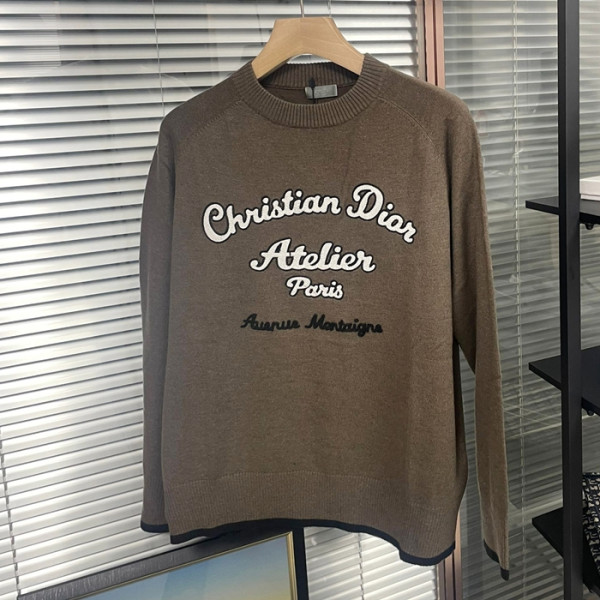 Christian Dior
Atelier
Paris
Avenue Montaigne